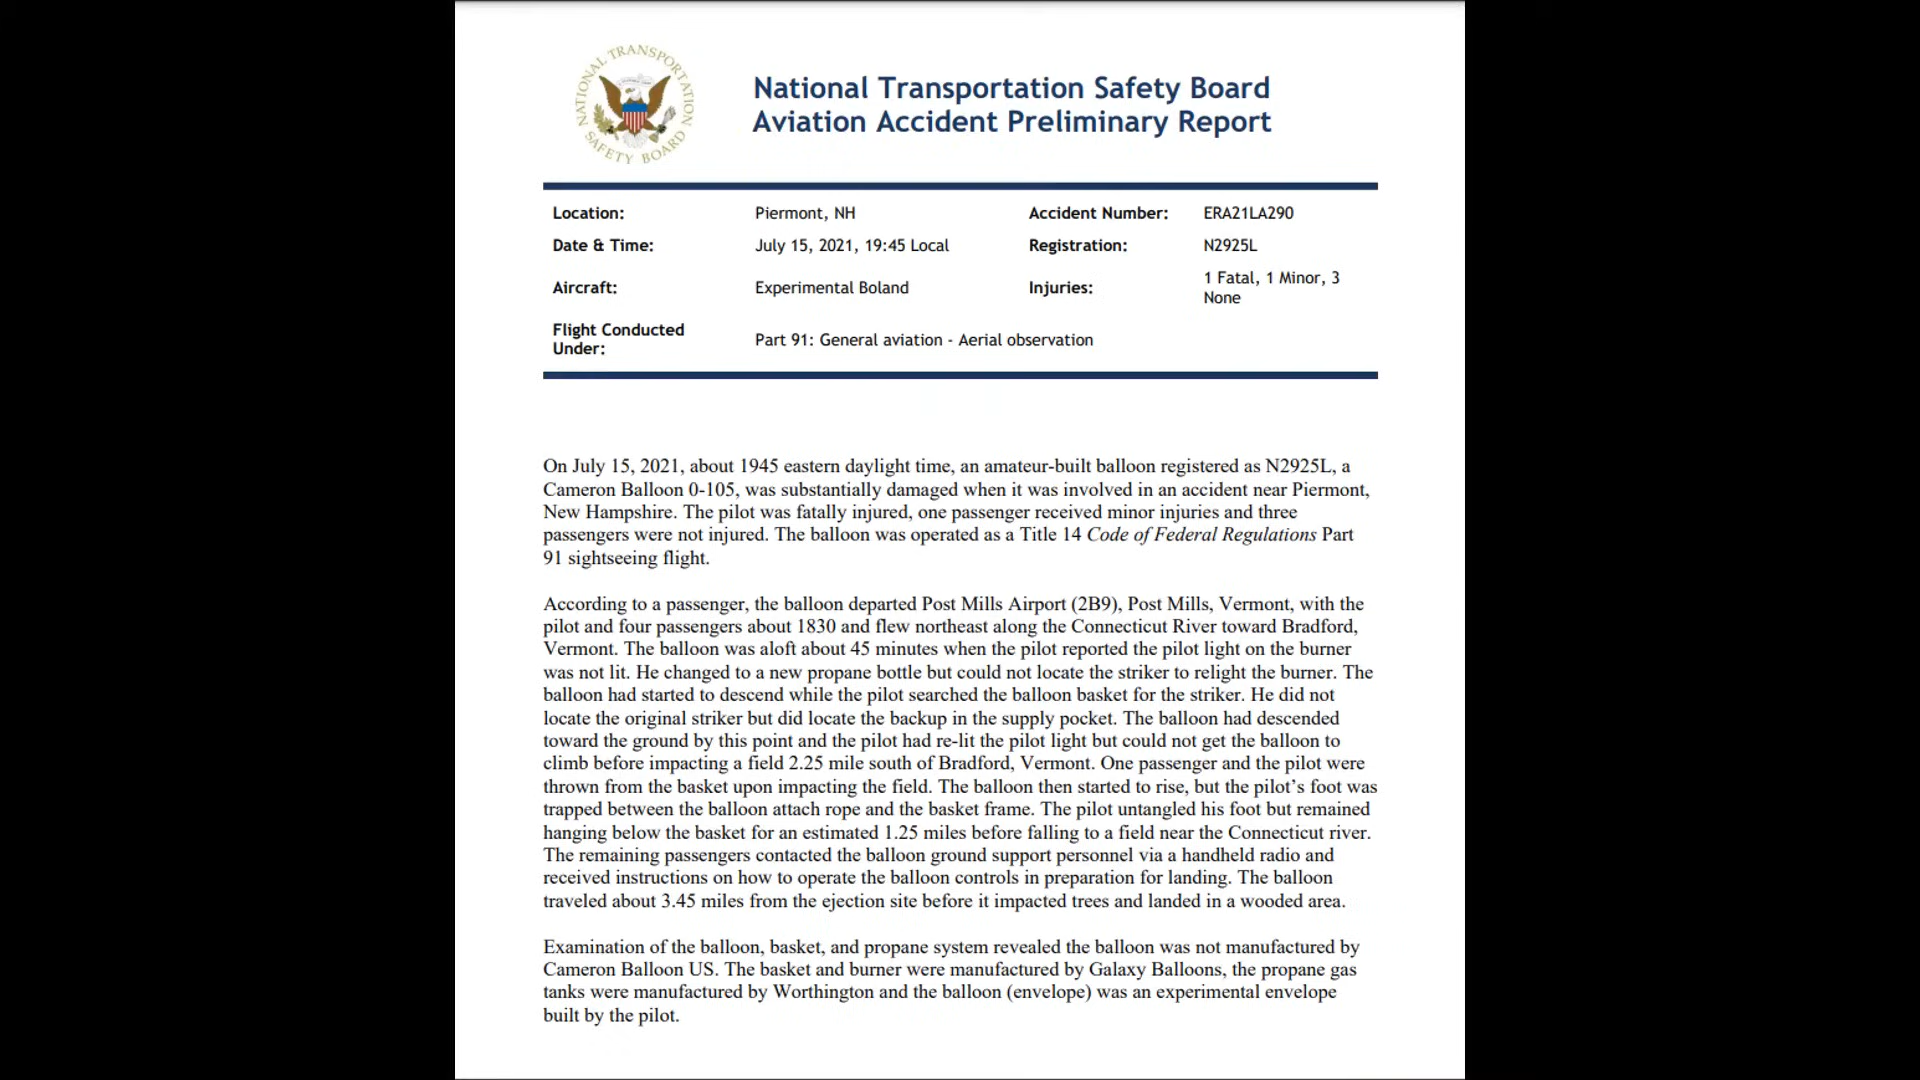 NATIONAL TRANSPORTATION SAFETY BOARD
National Transportation Safety Board
Aviation Accident Preliminary Report
Location: Piermont, NH Accident Number: ERA21LA290
Date & Time: July 15, 2021, 19:45 Local Registration: N2925L
Aircraft: Experimental Boland Injuries: 1 Fatal, 1 Minor, 3
None
Flight Conducted
Under: Part 91: General aviation - Aerial observation
On July 15, 2021, about 1945 eastern daylight time, an amateur-built balloon registered as N2925L, a
Cameron Balloon 0-105, was substantially damaged when it was involved in an accident near Piermont,
New Hampshire. The pilot was fatally injured, one passenger received minor injuries and three
passengers were not injured. The balloon was operated as a Title 14 Code of Federal Regulations Part
91 sightseeing flight.
According to a passenger, the balloon departed Post Mills Airport (2B9), Post Mills, Vermont, with the
pilot and four passengers about 1830 and flew northeast along the Connecticut River toward Bradford,
Vermont. The balloon was aloft about 45 minutes when the pilot reported the pilot light on the burner
was not lit. He changed to a new propane bottle but could not locate the striker to relight the burner. The
balloon had started to descend while the pilot searched the balloon basket for the striker. He did not
locate the original striker but did locate the backup in the supply pocket. The balloon had descended
toward the ground by this point and the pilot had re-lit the pilot light but could not get the balloon to
climb before impacting a field 2.25 mile south of Bradford, Vermont. One passenger and the pilot were
thrown from the basket upon impacting the field. The balloon then started to rise, but the pilot’s foot was
trapped between the balloon attach rope and the basket frame. The pilot untangled his foot but remained
hanging below the basket for an estimated 1.25 miles before falling to a field near the Connecticut river.
The remaining passengers contacted the balloon ground support personnel via a handheld radio and
received instructions on how to operate the balloon controls in preparation for landing. The balloon
traveled about 3.45 miles from the ejection site before it impacted trees and landed in a wooded area.
Examination of the balloon, basket, and propane system revealed the balloon was not manufactured by
Cameron Balloon US. The basket and burner were manufactured by Galaxy Balloons, the propane gas
tanks were manufactured by Worthington and the balloon (envelope) was an experimental envelope
built by the pilot.